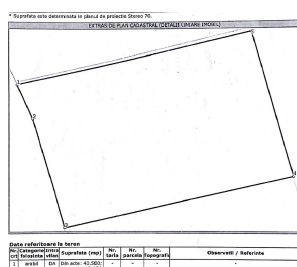 * Suprafata este determinata in planul de proiectie Stereo 70.
EXTRAS DE PLAN CADASTRAL (DETALII LINIARE IMOBIL)
1
2
3
4
Date referitoare la teren
Nr. crt Categorie folosinta Intra vilan Suprafata (mp) Nr. tarla Nr. parcela Nr. Topografic Observatii / Referinte
1 arabil DA Din acte: 40.580; - - - -